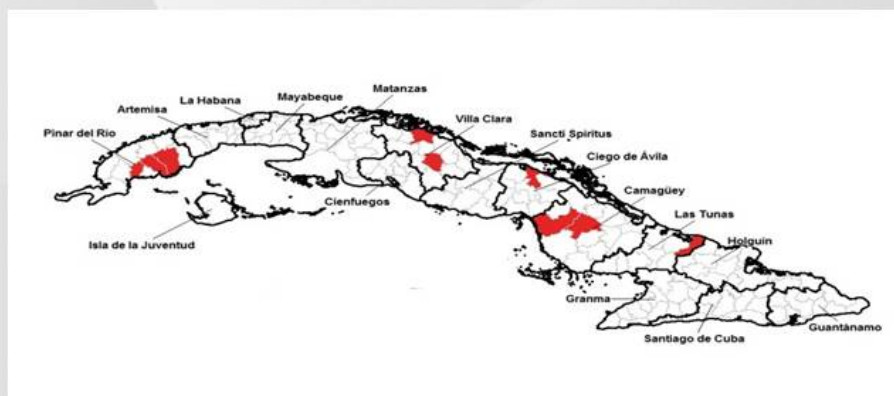 Matanzas
La Habana
Mayabeque
Artemisa
Villa Clara
Pinar del Río
Sancti Spiritus
Ciego de Ávila
Camagüey
Cienfuegos
Las Tunas
Isla de la Juventud
Holguín
Granma
Guantánamo
Santiago de Cuba